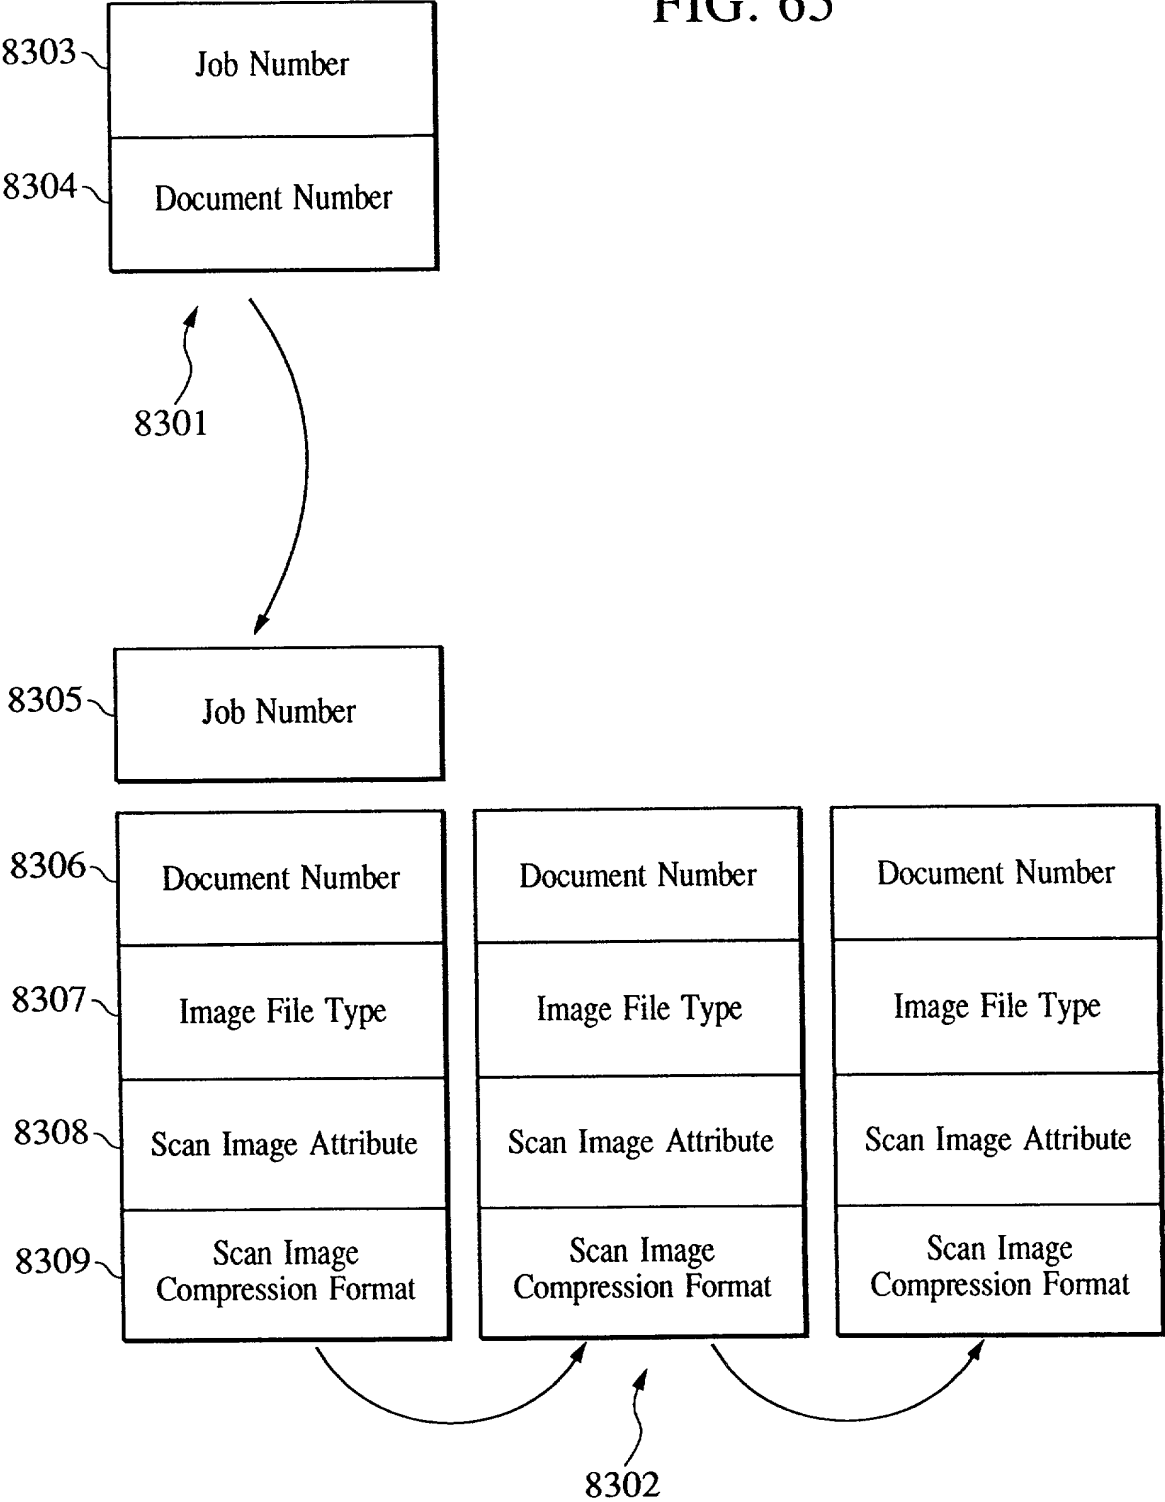 FIG. 65
8303
Job Number
8304
Document Number
8301
8305
Job Number
8306
Document Number
Document Number
Document Number
8307
Image File Type
Image File Type
Image File Type
8308
Scan Image Attribute
Scan Image Attribute
Scan Image Attribute
8309
Scan Image
Compression Format
Scan Image
Compression Format
Scan Image
Compression Format
8302